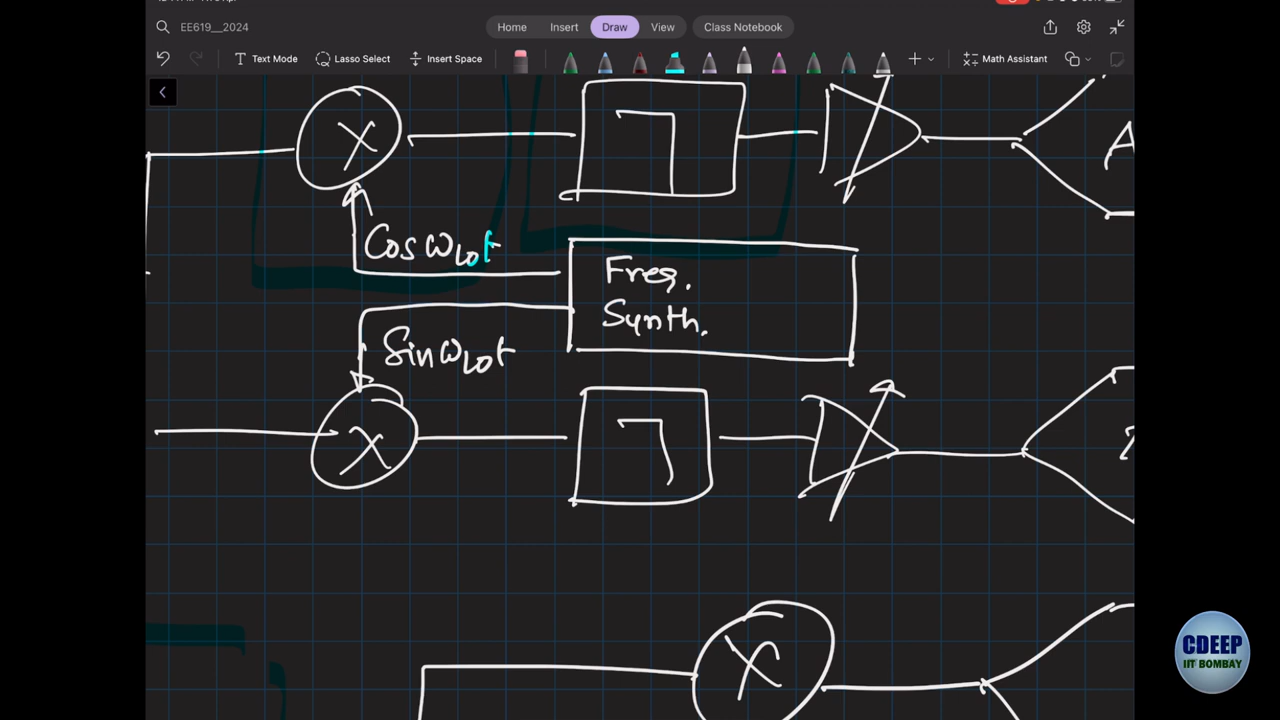 EE619__2024
Home Insert Draw View Class Notebook
Text Mode Lasso Select Insert Space Math Assistant
X
A
Cos ωLot
Freq.
Synth.
Sin ωLot
X
X
CDEEP
IIT BOMBAY